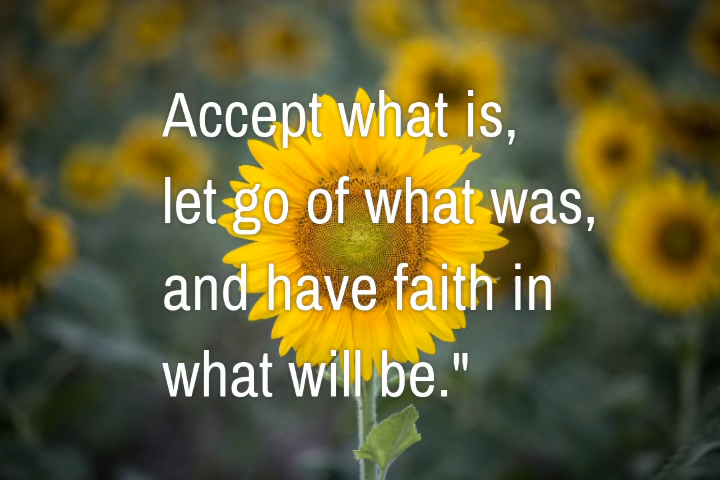 Accept what is,
let go of what was,
and have faith in
what will be."